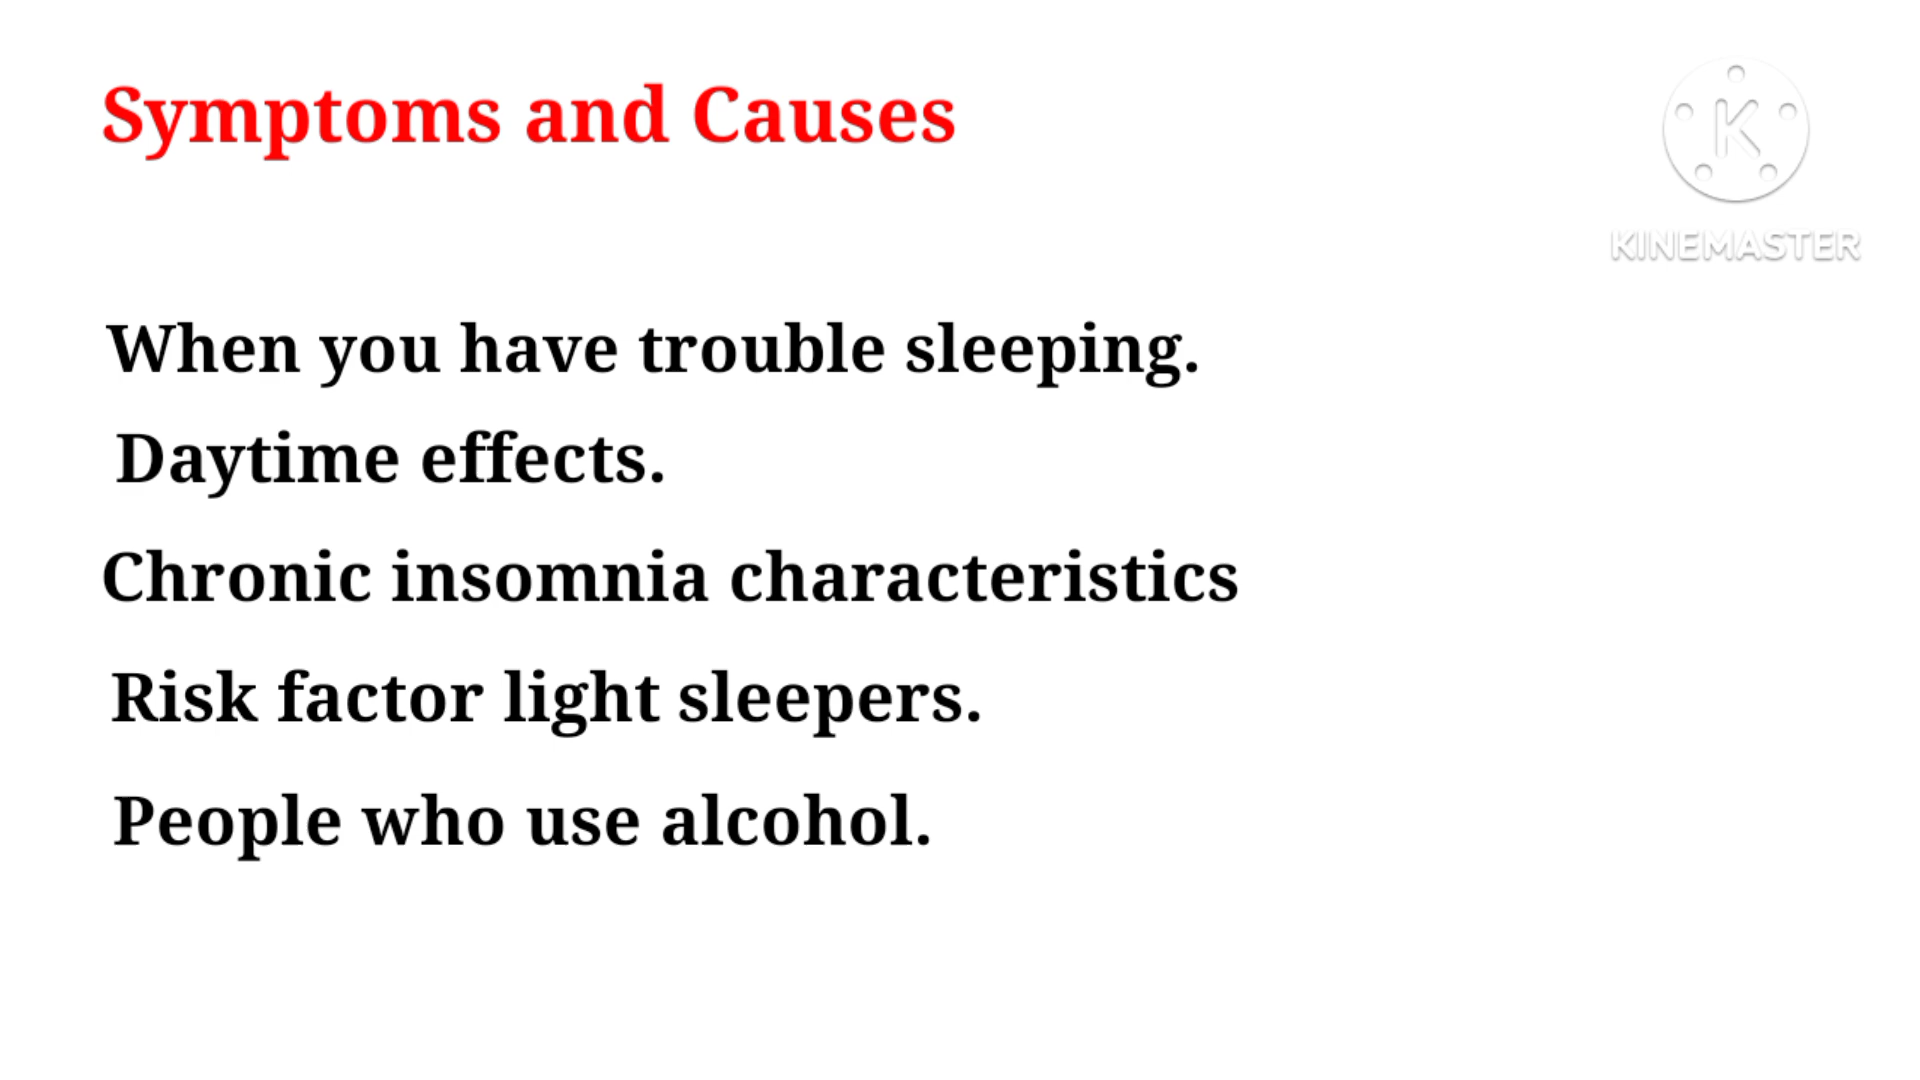 Symptoms and Causes
KINEMASTER
When you have trouble sleeping.
Daytime effects.
Chronic insomnia characteristics
Risk factor light sleepers.
People who use alcohol.